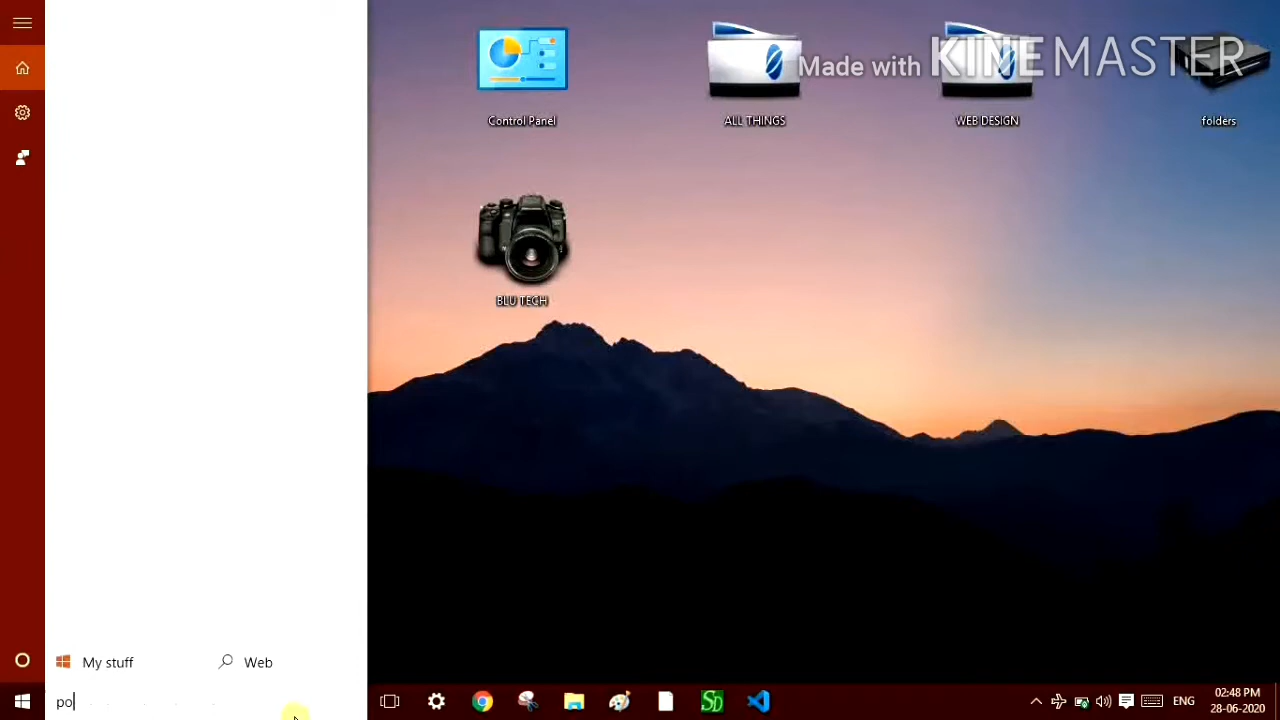 Made with KINEMASTER
Control Panel
ALL THINGS
WEB DESIGN
folders
BLU TECH
My stuff
Web
po
ENG
02:48 PM
28-06-2020